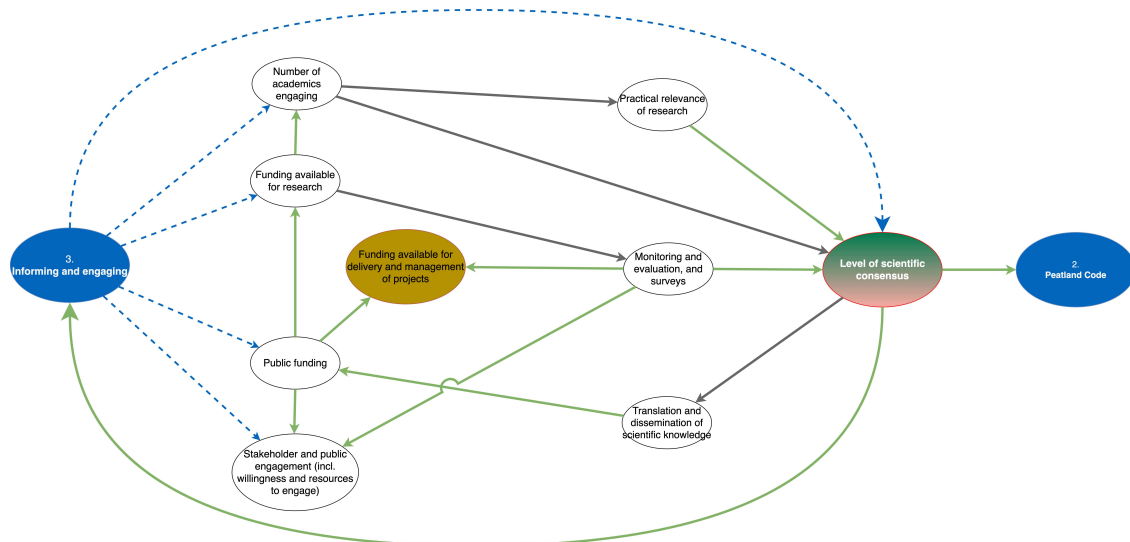 Number of
academics
engaging
Practical relevance
of research
Funding available
for research
3.
Informing and engaging
Funding available for
delivery and management
of projects
Monitoring and
evaluation, and
surveys
Level of scientific
consensus
2.
Peatland Code
Public funding
Translation and
dissemination of
scientific knowledge
Stakeholder and public
engagement (incl.
willingness and resources
to engage)